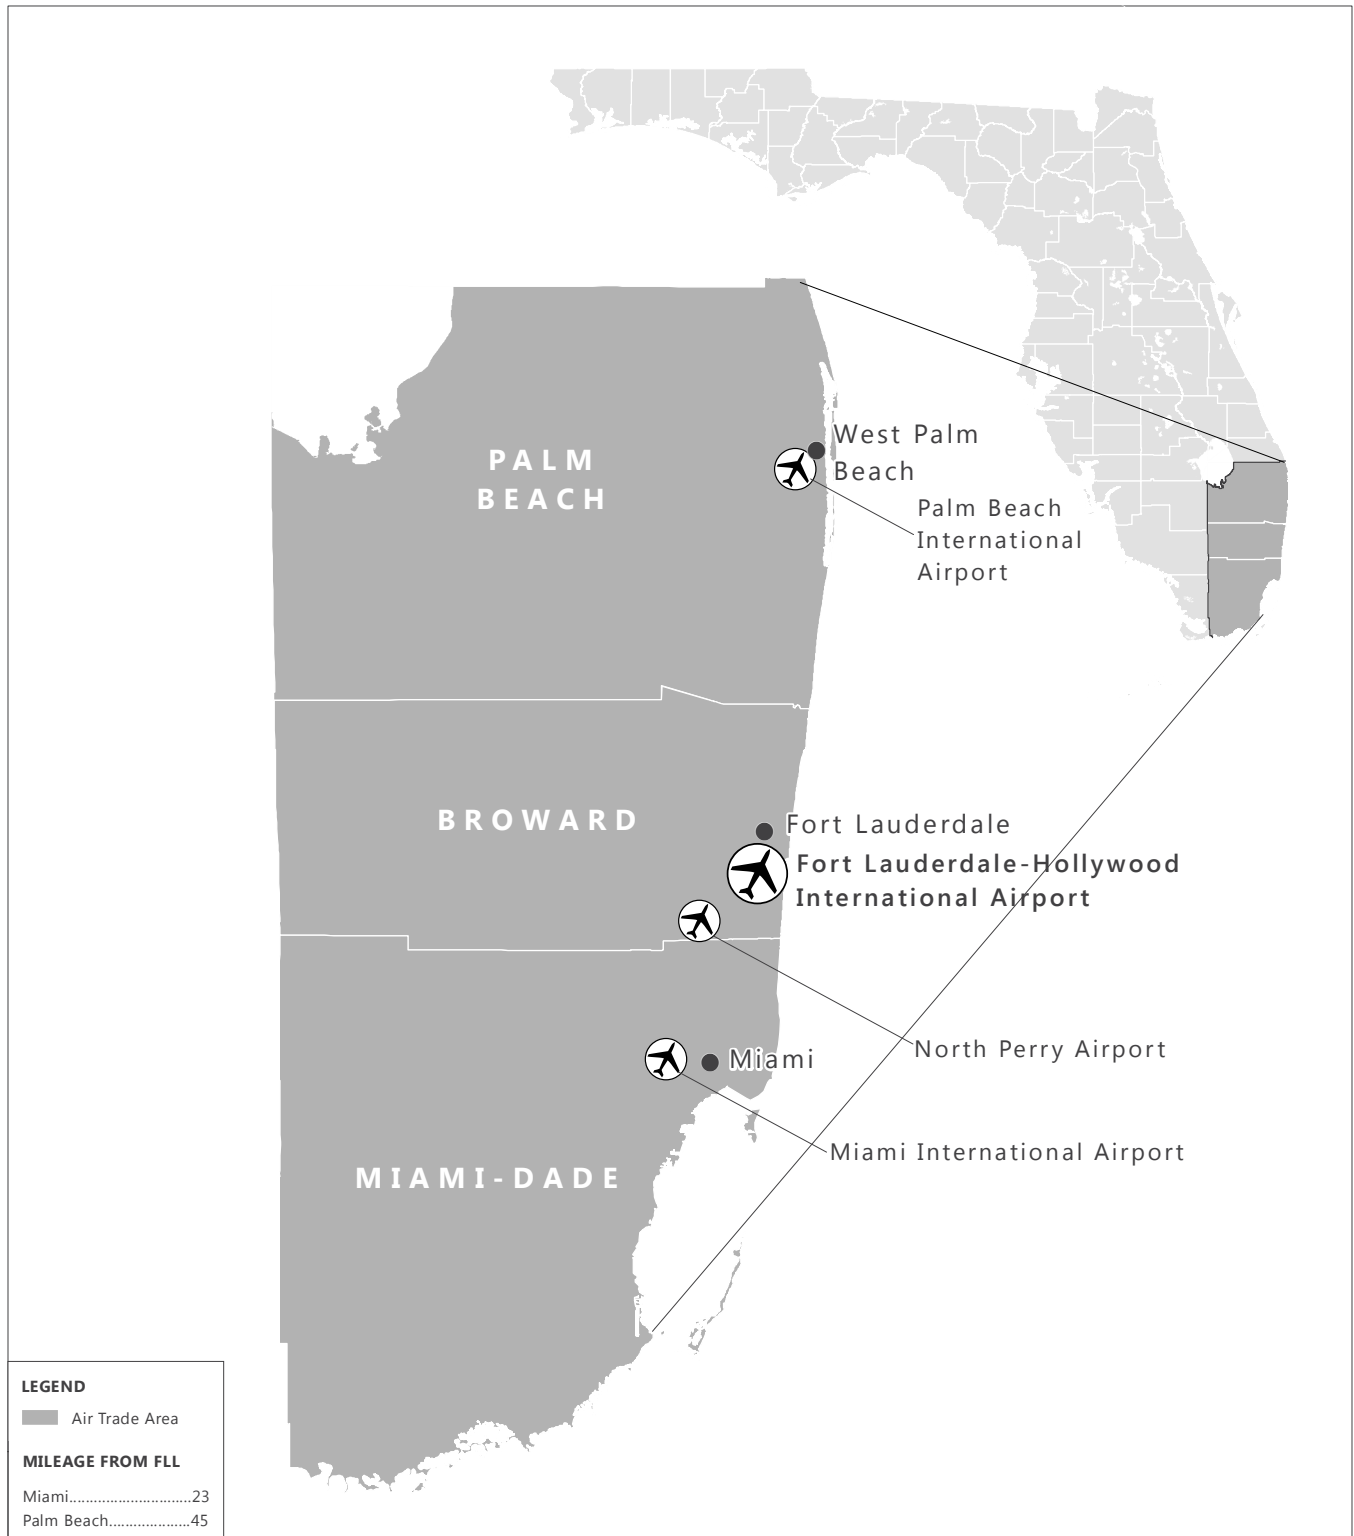 West Palm
Beach
PALM
BEACH
Palm Beach
International
Airport
BROWARD
Fort Lauderdale
Fort Lauderdale-Hollywood
International Airport
North Perry Airport
Miami
Miami International Airport
MIAMI-DADE
LEGEND
Air Trade Area
MILEAGE FROM FLL
Miami..............................23
Palm Beach....................45